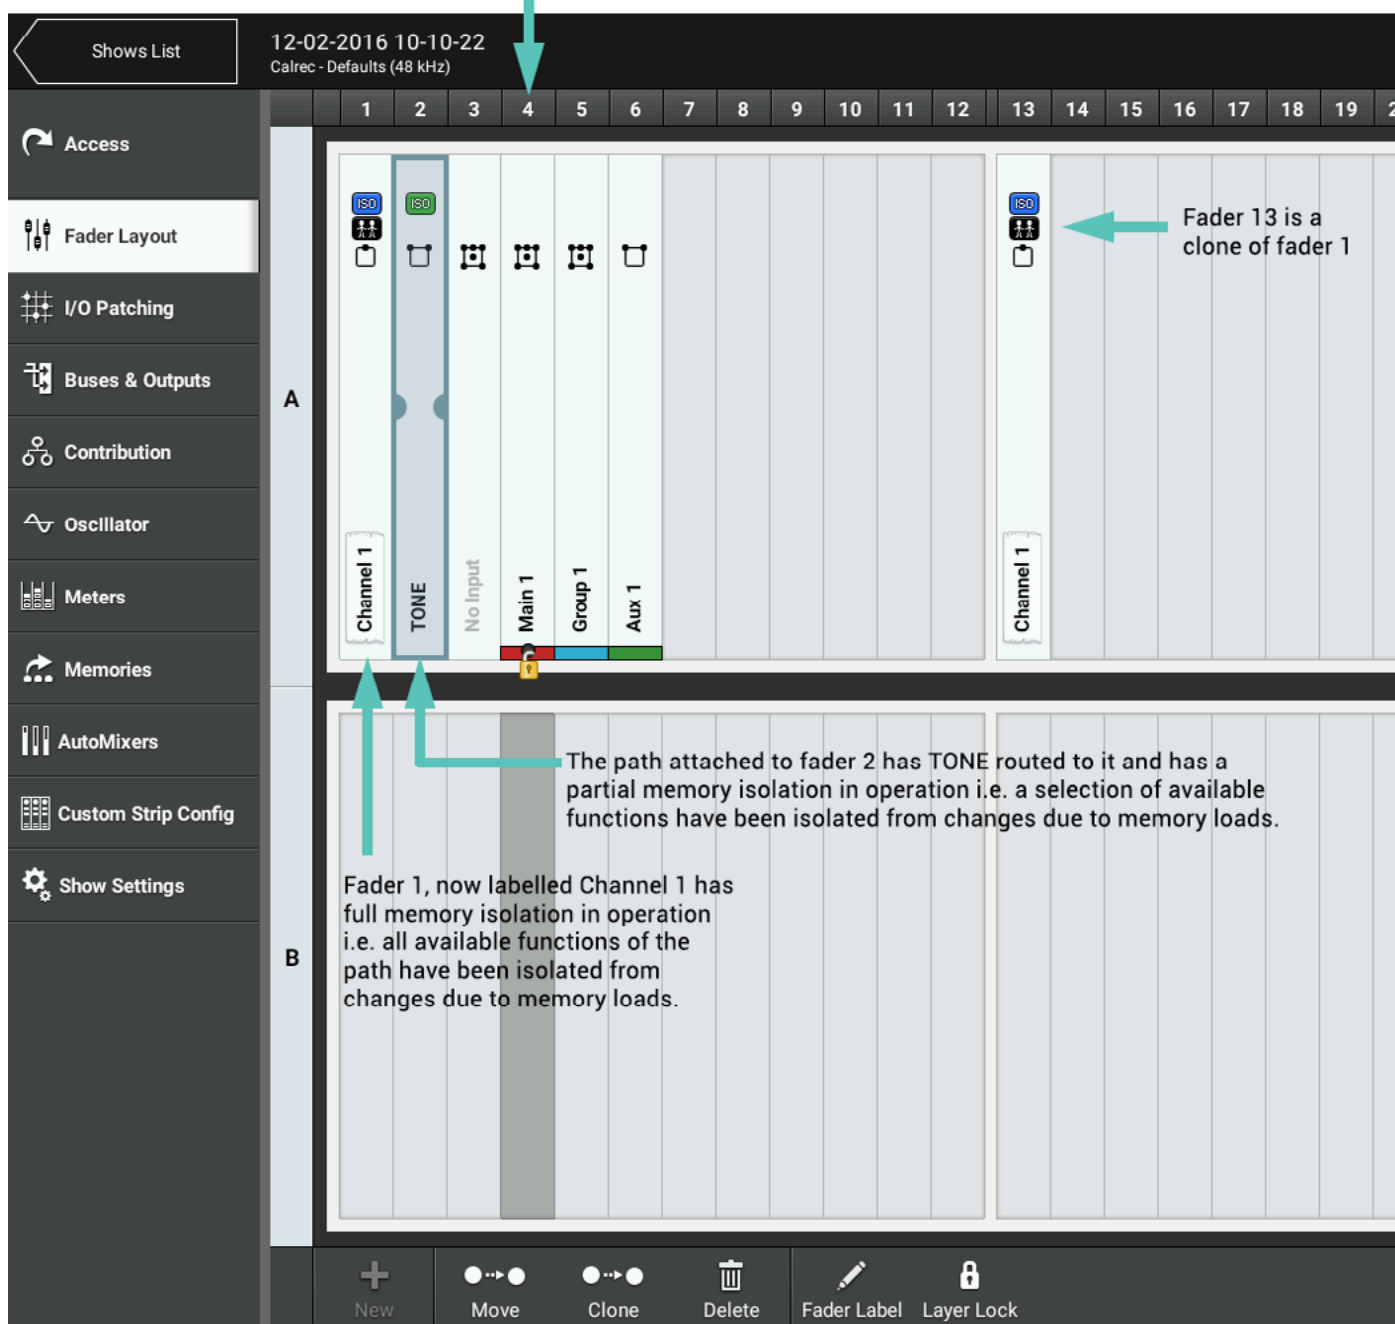 Shows List
12-02-2016 10-10-22
Calrec - Defaults (48 kHz)
1 2 3 4 5 6 7 8 9 10 11 12 13 14 15 16 17 18 19 2
Access
Fader Layout
I/O Patching
Buses & Outputs
Contribution
Oscillator
Meters
Memories
AutoMixers
Custom Strip Config
Show Settings
A
ISO
ISO
ISO
Fader 13 is a
clone of fader 1
Channel 1
TONE
No Input
Main 1
Group 1
Aux 1
Channel 1
B
The path attached to fader 2 has TONE routed to it and has a
partial memory isolation in operation i.e. a selection of available
functions have been isolated from changes due to memory loads.
Fader 1, now labelled Channel 1 has
full memory isolation in operation
i.e. all available functions of the
path have been isolated from
changes due to memory loads.
New
Move
Clone
Delete
Fader Label
Layer Lock